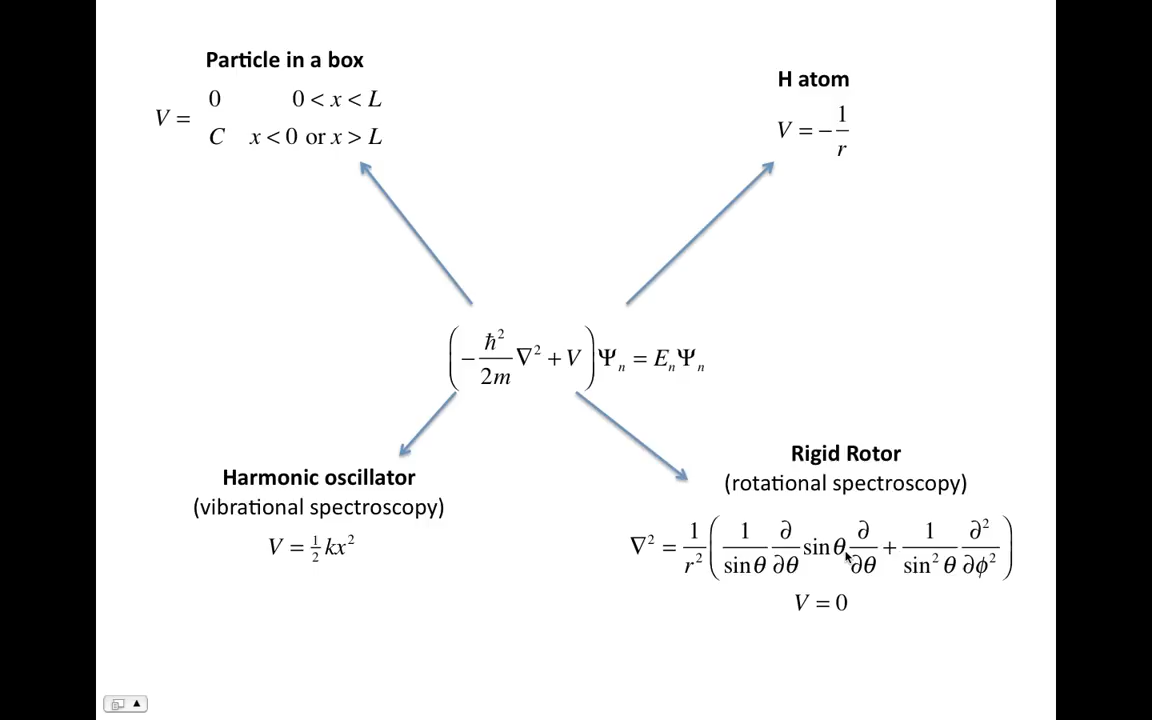 Particle in a box
V = 0    0 < x < L
C    x < 0 or x > L
H atom
V = −1/r
(−ħ²/2m ∇² + V)Ψₙ = EₙΨₙ
Harmonic oscillator
(vibrational spectroscopy)
V = ½kx²
Rigid Rotor
(rotational spectroscopy)
∇² = 1/r² (1/sinθ ∂/∂θ sinθ ∂/∂θ + 1/sin²θ ∂²/∂ϕ²)
V = 0